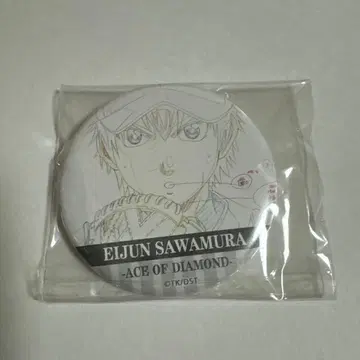 EIJUN SAWAMURA
-ACE OF DIAMOND-
©TK/DST